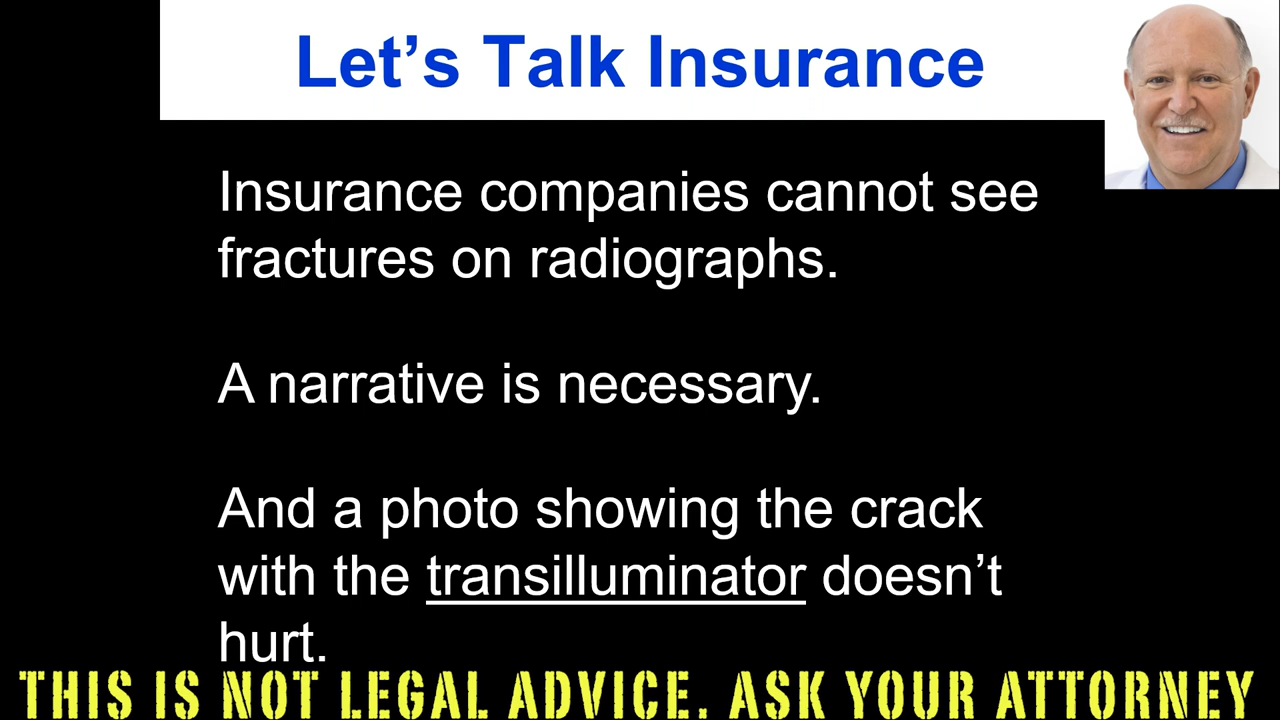 Let’s Talk Insurance
Insurance companies cannot see
fractures on radiographs.
A narrative is necessary.
And a photo showing the crack
with the transilluminator doesn’t
hurt.
THIS IS NOT LEGAL ADVICE. ASK YOUR ATTORNEY